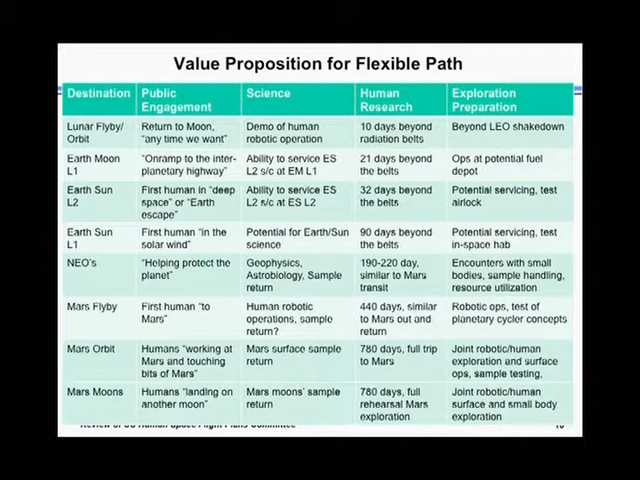 Value Proposition for Flexible Path
Destination Public Engagement Science Human Research Exploration Preparation
Lunar Flyby/ Orbit Return to Moon, "any time we want" Demo of human robotic operation 10 days beyond radiation belts Beyond LEO shakedown
Earth Moon L1 "Onramp to the inter-planetary highway" Ability to service ES L2 s/c at EM L1 21 days beyond the belts Ops at potential fuel depot
Earth Sun L2 First human in "deep space" or "Earth escape" Ability to service ES L2 s/c at ES L2 32 days beyond the belts Potential servicing, test airlock
Earth Sun L1 First human "in the solar wind" Potential for Earth/Sun science 90 days beyond the belts Potential servicing, test in-space hab
NEO's "Helping protect the planet" Geophysics, Astrobiology, Sample return 190-220 day, similar to Mars transit Encounters with small bodies, sample handling, resource utilization
Mars Flyby First human "to Mars" Human robotic operations, sample return? 440 days, similar to Mars out and return Robotic ops, test of planetary cycler concepts
Mars Orbit Humans "working at Mars and touching bits of Mars" Mars surface sample return 780 days, full trip to Mars Joint robotic/human exploration and surface ops, sample testing,
Mars Moons Humans "landing on another moon" Mars moons' sample return 780 days, full rehearsal Mars exploration Joint robotic/human surface and small body exploration
Review of US Human Space Flight Plans Committee